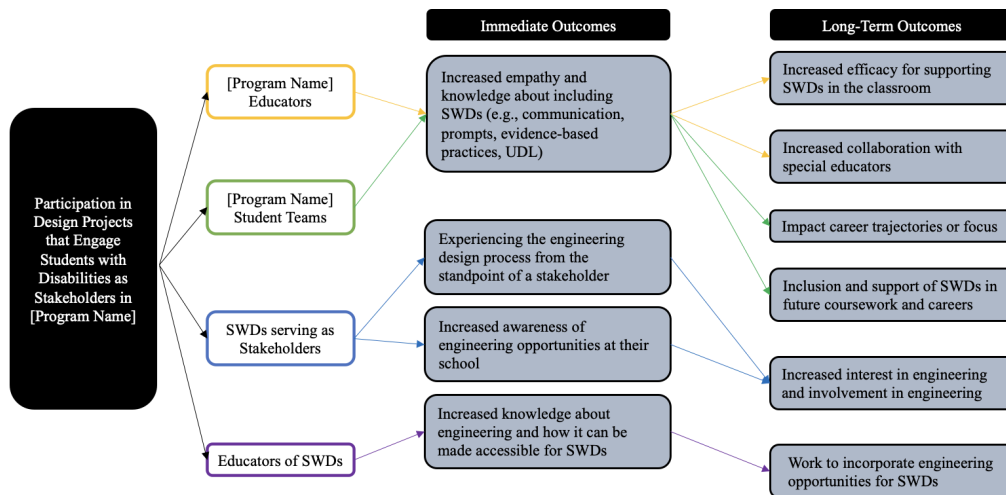 Immediate Outcomes
Long-Term Outcomes
Participation in
Design Projects
that Engage
Students with
Disabilities as
Stakeholders in
[Program Name]
[Program Name]
Educators
[Program Name]
Student Teams
SWDs serving as
Stakeholders
Educators of SWDs
Increased empathy and
knowledge about including
SWDs (e.g., communication,
prompts, evidence-based
practices, UDL)
Experiencing the engineering
design process from the
standpoint of a stakeholder
Increased awareness of
engineering opportunities at their
school
Increased knowledge about
engineering and how it can be
made accessible for SWDs
Increased efficacy for supporting
SWDs in the classroom
Increased collaboration with
special educators
Impact career trajectories or focus
Inclusion and support of SWDs in
future coursework and careers
Increased interest in engineering
and involvement in engineering
Work to incorporate engineering
opportunities for SWDs